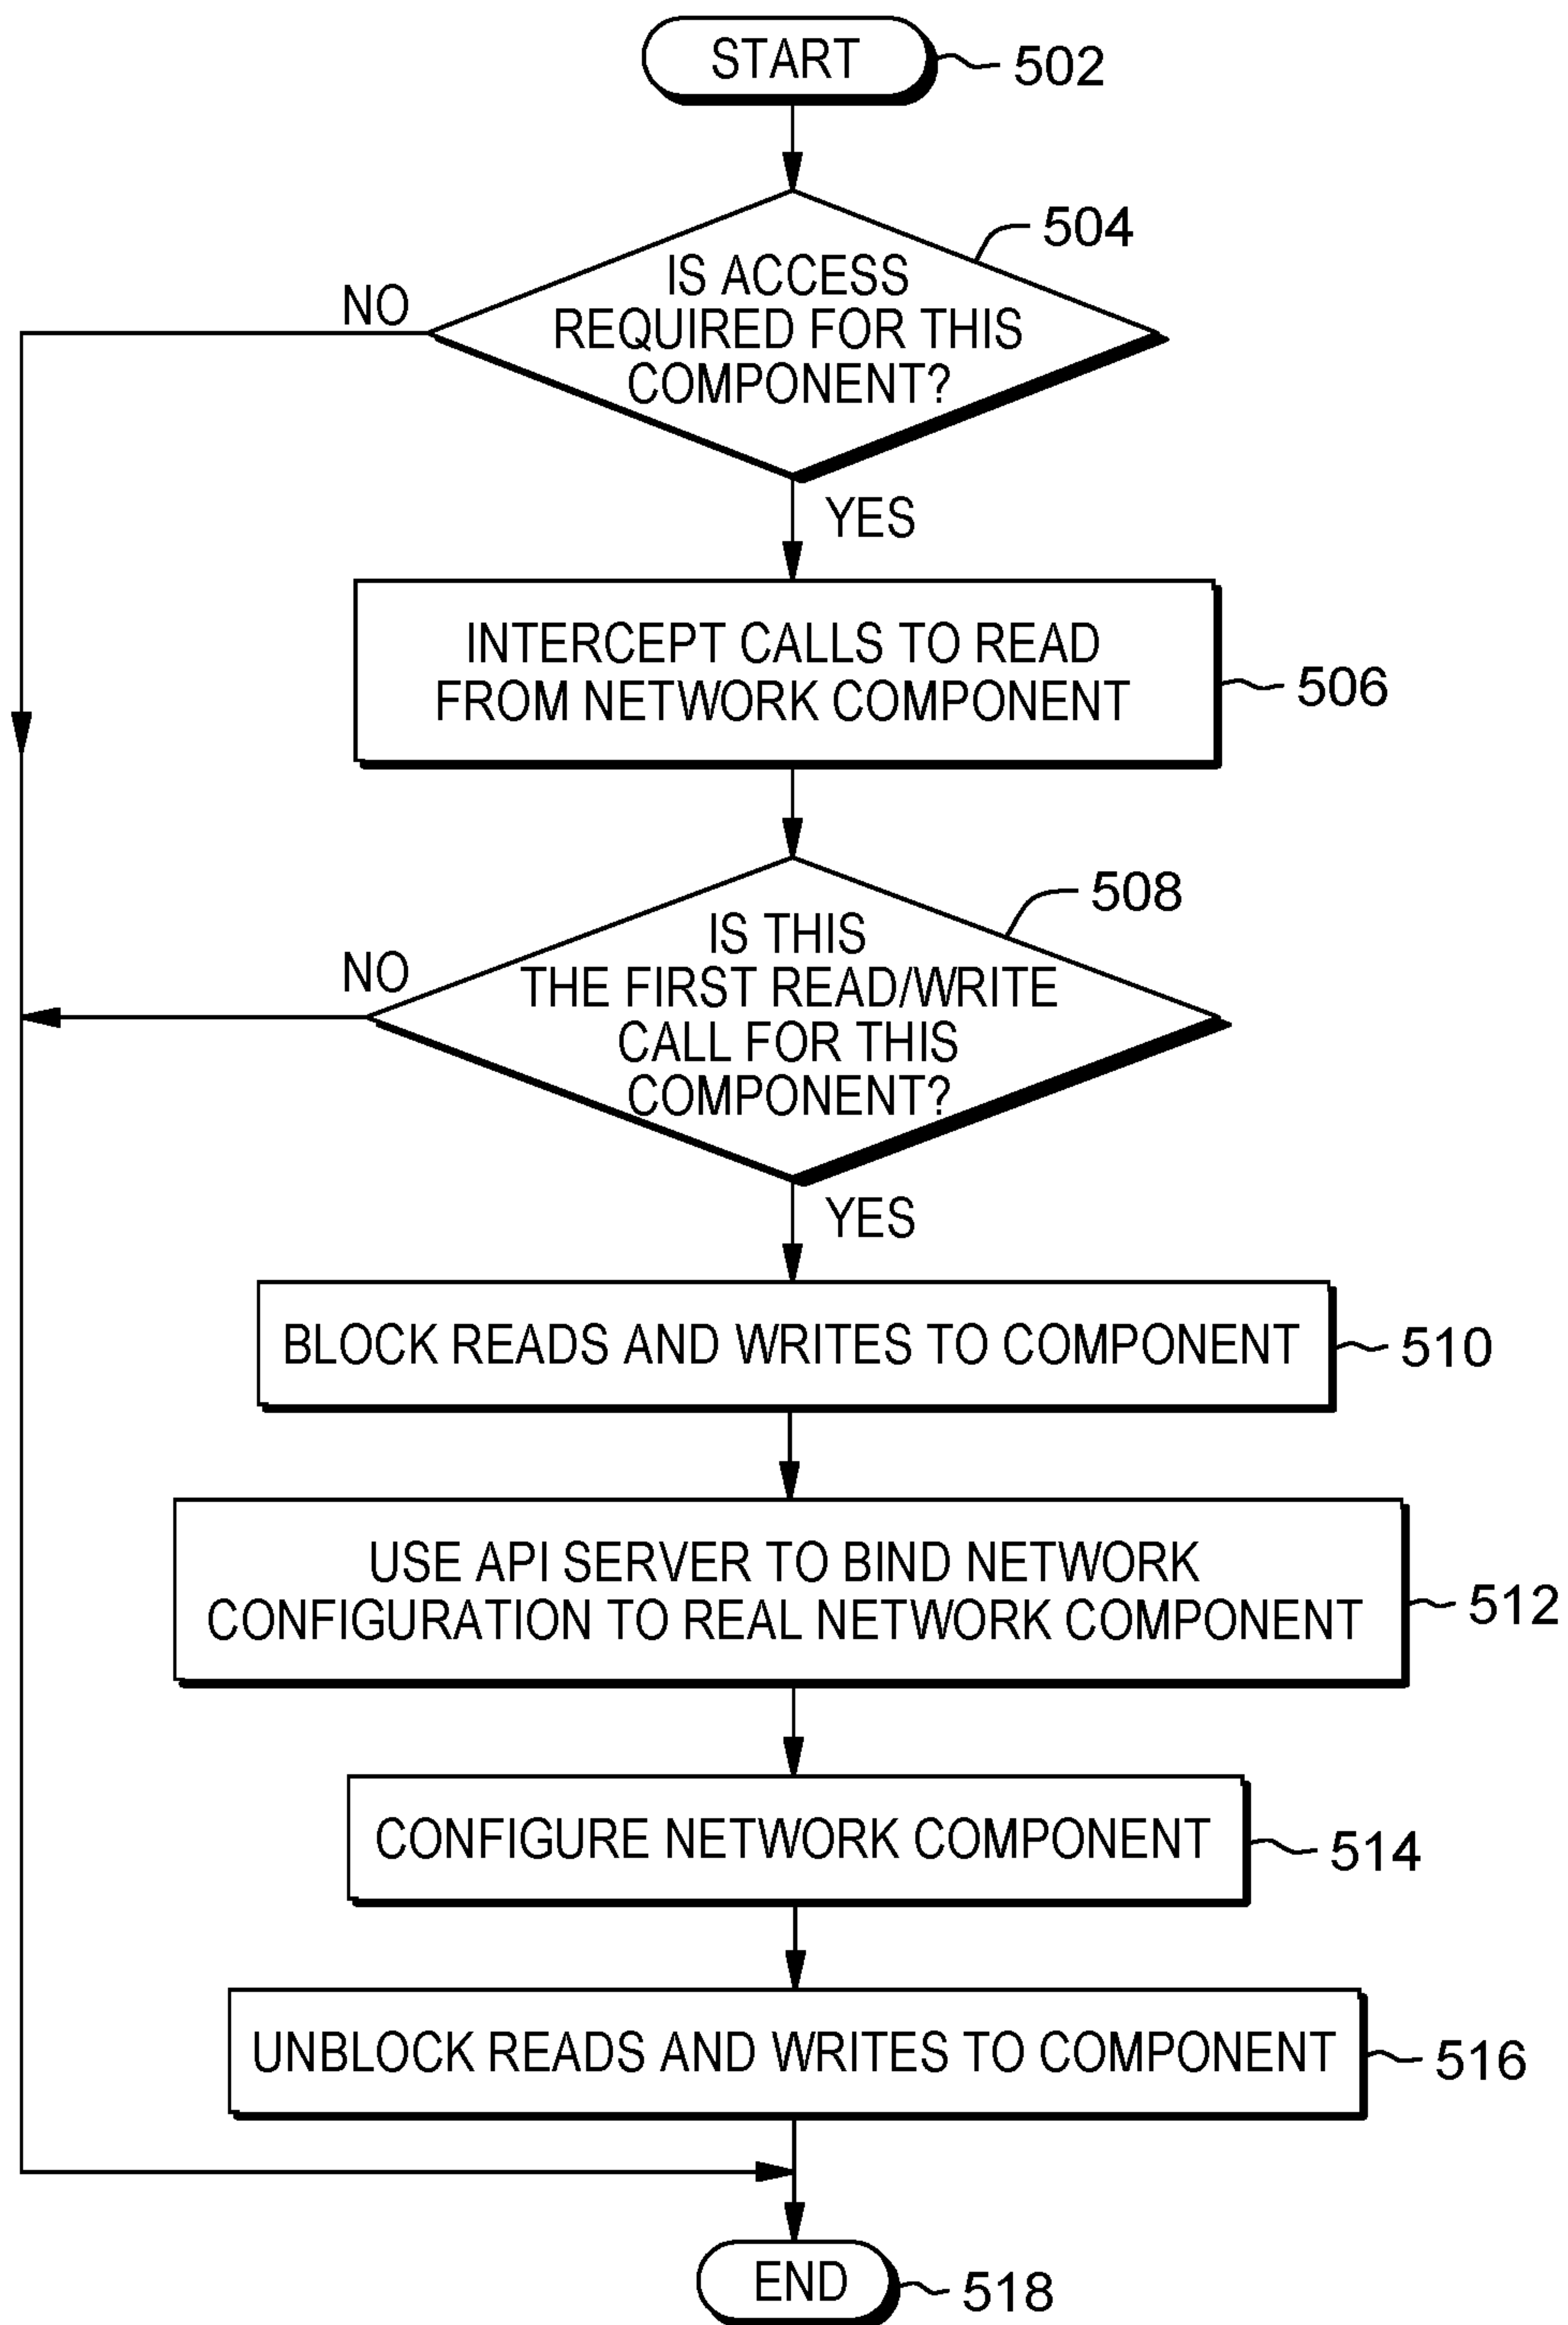 START
502
504
IS ACCESS
REQUIRED FOR THIS
COMPONENT?
NO
YES
INTERCEPT CALLS TO READ
FROM NETWORK COMPONENT
506
508
IS THIS
THE FIRST READ/WRITE
CALL FOR THIS
COMPONENT?
NO
YES
BLOCK READS AND WRITES TO COMPONENT
510
USE API SERVER TO BIND NETWORK
CONFIGURATION TO REAL NETWORK COMPONENT
512
CONFIGURE NETWORK COMPONENT
514
UNBLOCK READS AND WRITES TO COMPONENT
516
END
518